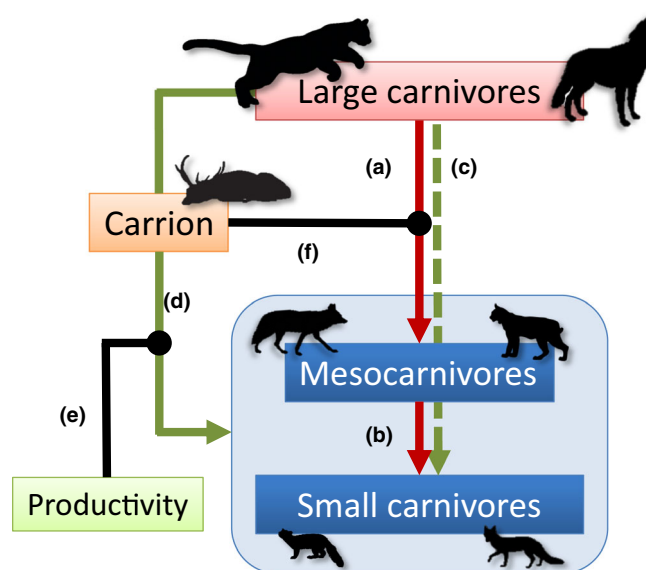 Large carnivores
(a)
(c)
Carrion
(f)
(d)
Mesocarnivores
(e)
(b)
Productivity
Small carnivores